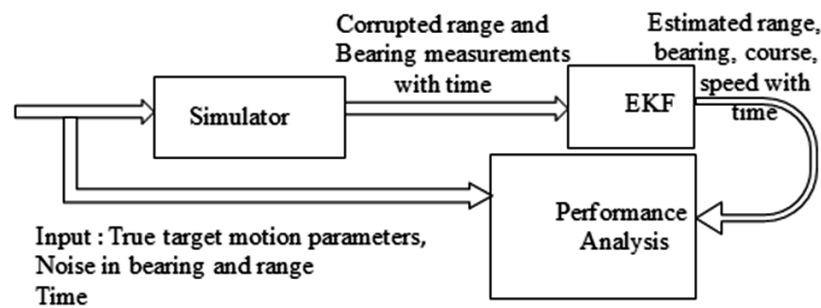 Corrupted range and
Bearing measurements
with time
Estimated range,
bearing, course,
speed with
time
Simulator
EKF
Performance
Analysis
Input : True target motion parameters,
Noise in bearing and range
Time